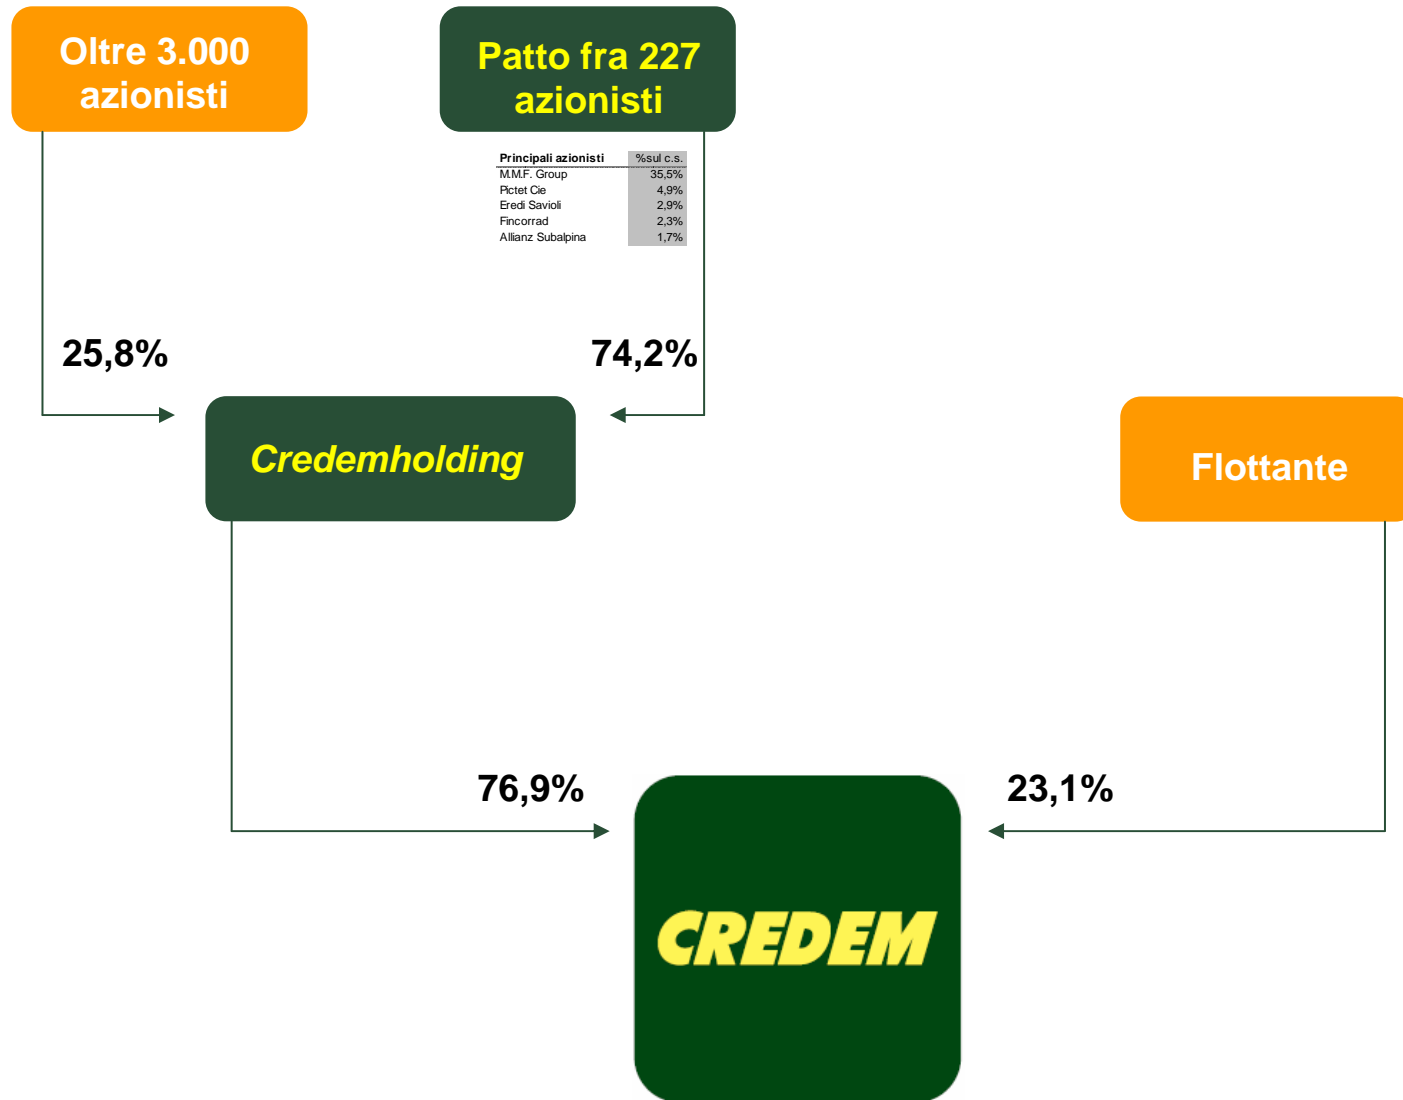 Oltre 3.000
azionisti
Patto fra 227
azionisti
Principali azionisti %sul c.s.
M.M.F. Group 35,5%
Pictet Cie 4,9%
Eredi Savioli 2,9%
Fincorrad 2,3%
Allianz Subalpina 1,7%
25,8%
74,2%
Credemholding
Flottante
76,9%
23,1%
CREDEM